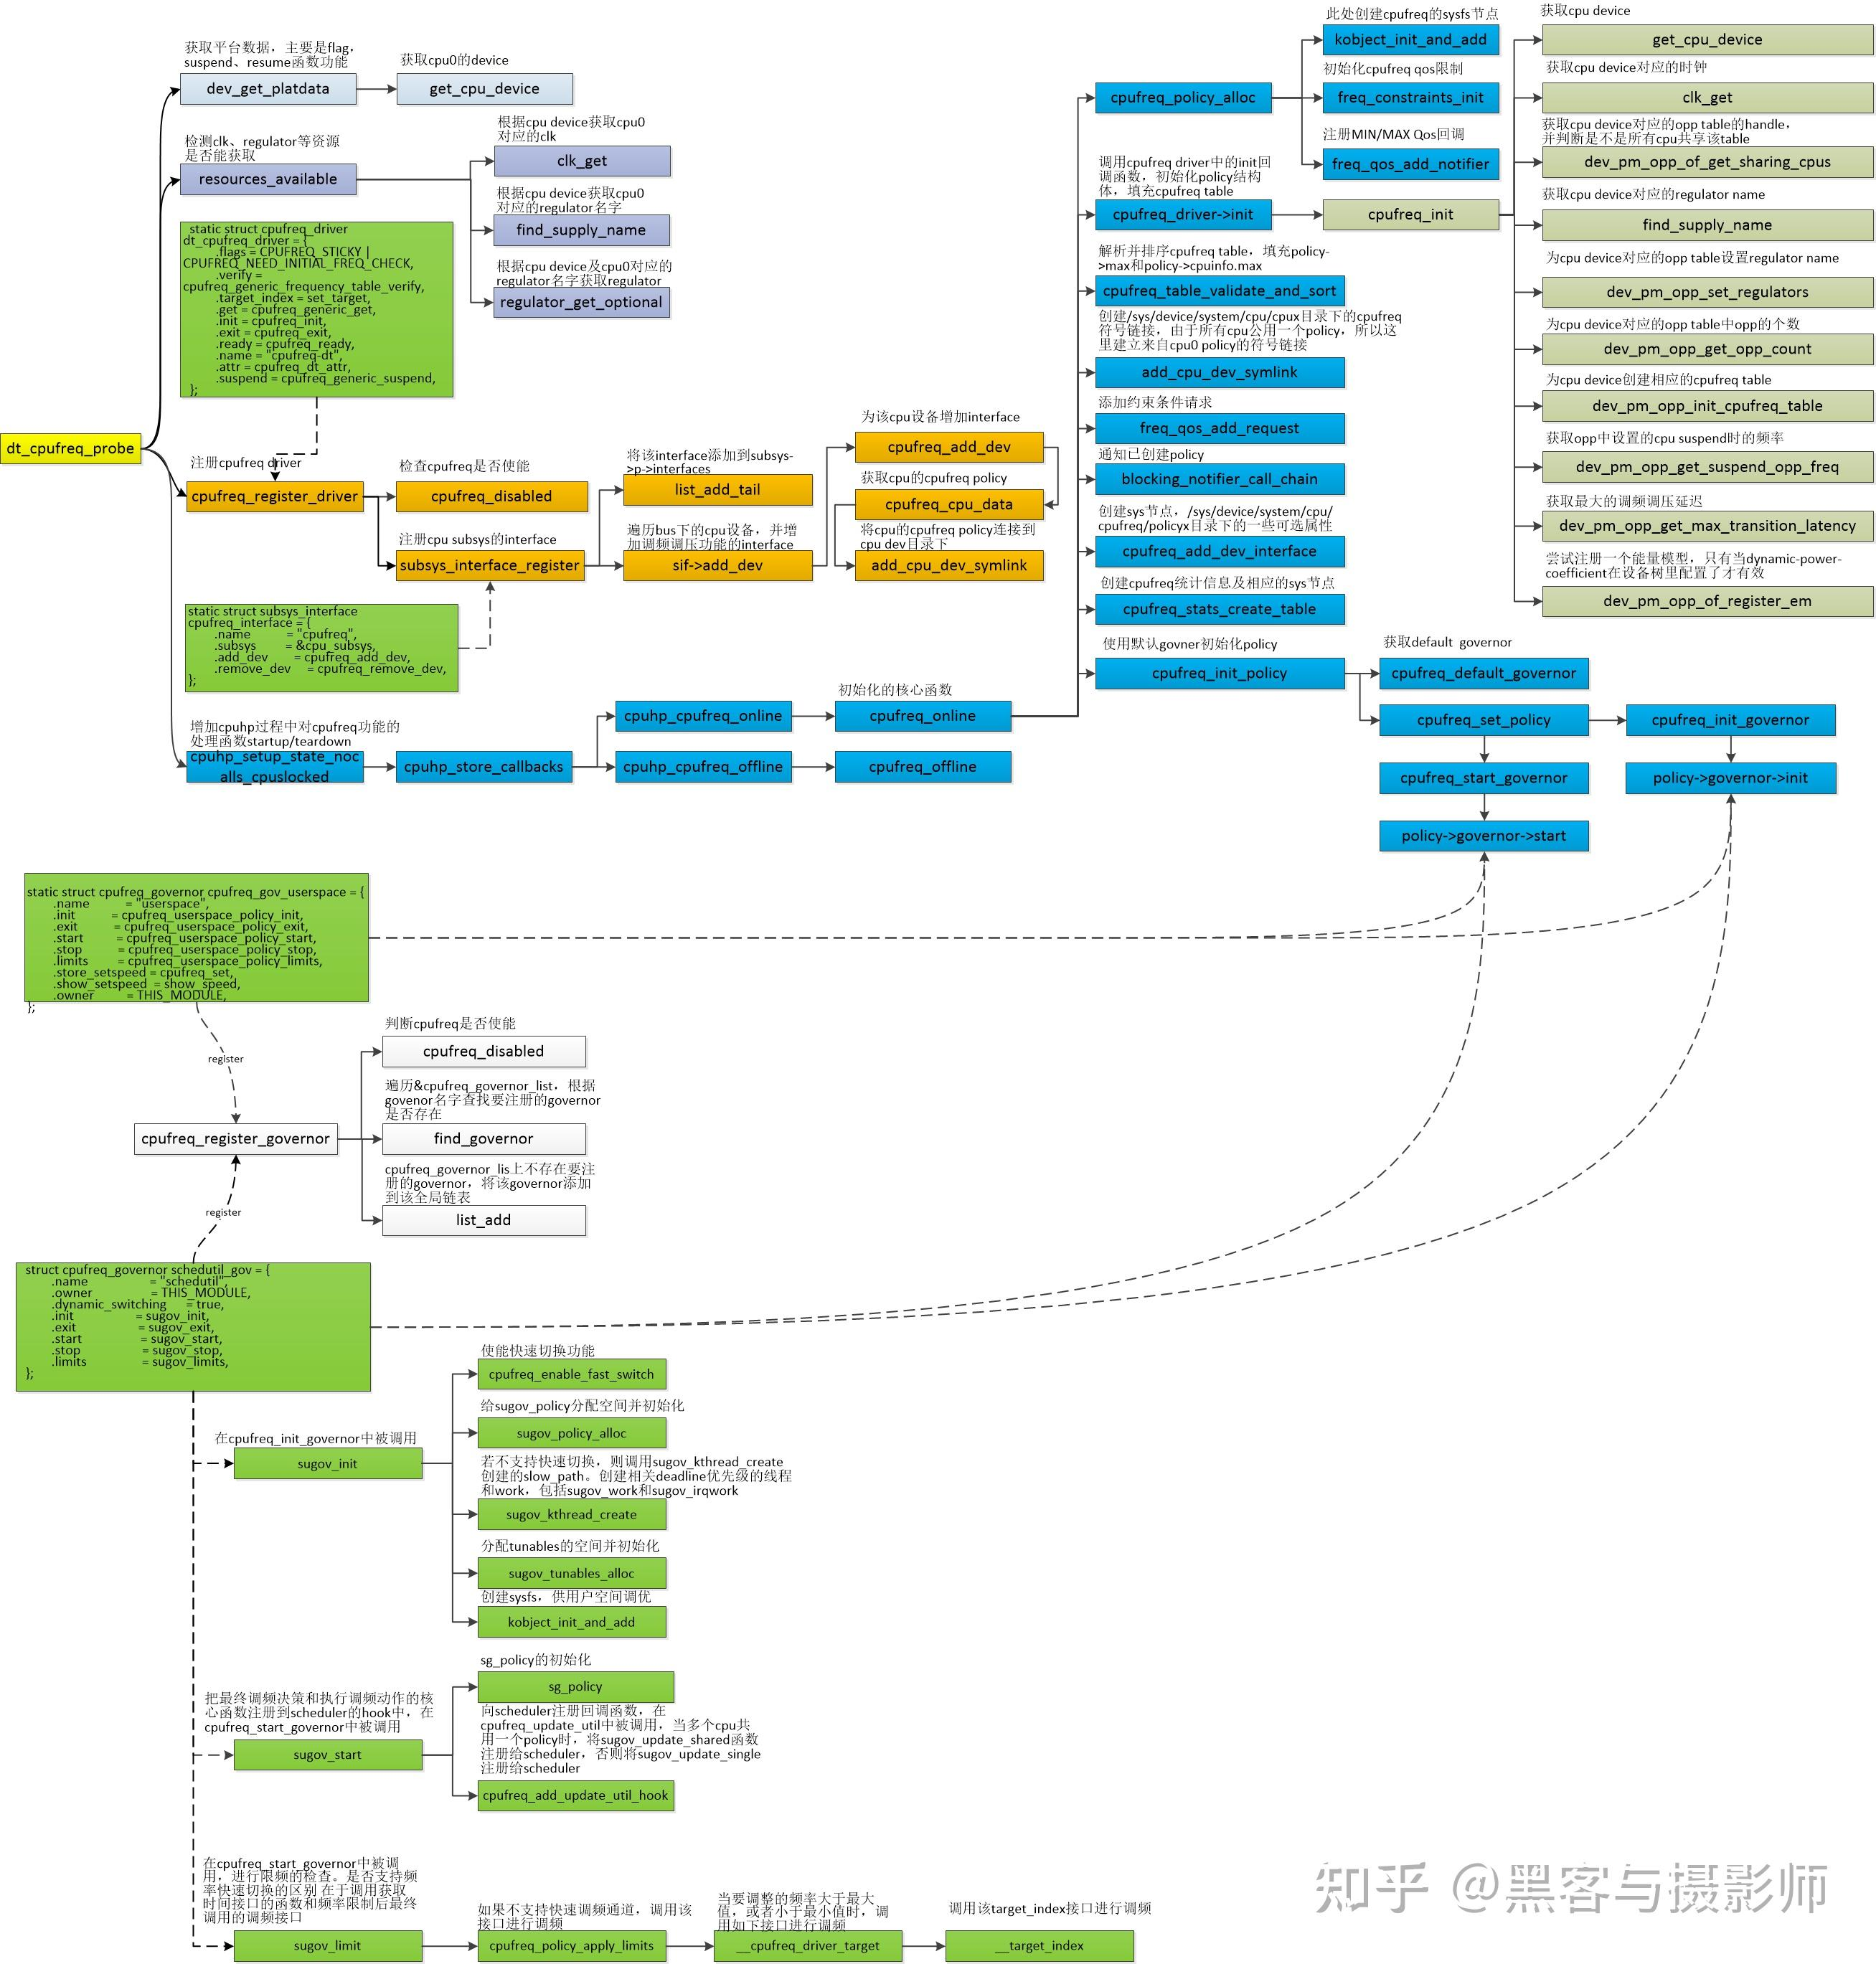 获取平台数据，主要是flag，
suspend、resume函数功能
dev_get_platdata
获取cpu0的device
get_cpu_device
检测clk、regulator等资源
是否能获取
resources_available
根据cpu device获取cpu0
对应的clk
clk_get
根据cpu device获取cpu0
对应的regulator名字
find_supply_name
根据cpu device及cpu0对应的
regulator名字获取regulator
regulator_get_optional
static struct cpufreq_driver
dt_cpufreq_driver = {
.flags = CPUFREQ_STICKY |
CPUFREQ_NEED_INITIAL_FREQ_CHECK,
.verify =
cpufreq_generic_frequency_table_verify,
.target_index = set_target,
.get = cpufreq_generic_get,
.init = cpufreq_init,
.exit = cpufreq_exit,
.ready = cpufreq_ready,
.name = "cpufreq-dt",
.attr = cpufreq_dt_attr,
.suspend = cpufreq_generic_suspend,
};
dt_cpufreq_probe
注册cpufreq driver
cpufreq_register_driver
检查cpufreq是否使能
cpufreq_disabled
注册cpu subsys的interface
subsys_interface_register
将该interface添加到subsys-
>p->interfaces
list_add_tail
遍历bus下的cpu设备，并增
加调频调压功能的interface
sif->add_dev
为该cpu设备增加interface
cpufreq_add_dev
获取cpu的cpufreq policy
cpufreq_cpu_data
将cpu的cpufreq policy连接到
cpu dev目录下
add_cpu_dev_symlink
static struct subsys_interface
cpufreq_interface = {
.name = "cpufreq",
.subsys = &cpu_subsys,
.add_dev = cpufreq_add_dev,
.remove_dev = cpufreq_remove_dev,
};
增加cpuhp过程中对cpufreq功能的
处理函数startup/teardown
cpuhp_setup_state_noc
alls_cpuslocked
cpuhp_store_callbacks
cpuhp_cpufreq_online
初始化的核心函数
cpufreq_online
cpuhp_cpufreq_offline
cpufreq_offline
cpufreq_policy_alloc
此处创建cpufreq的sysfs节点
kobject_init_and_add
初始化cpufreq qos限制
freq_constraints_init
注册MIN/MAX Qos回调
freq_qos_add_notifier
调用cpufreq driver中的init回
调函数，初始化policy结构
体，填充cpufreq table
cpufreq_driver->init
cpufreq_init
解析并排序cpufreq table，填充policy-
>max和policy->cpuinfo.max
cpufreq_table_validate_and_sort
创建/sys/device/system/cpu/cpux目录下的cpufreq
符号链接，由于所有cpu公用一个policy，所以这
里建立来自cpu0 policy的符号链接
add_cpu_dev_symlink
添加约束条件请求
freq_qos_add_request
通知已创建policy
blocking_notifier_call_chain
创建sys节点，/sys/device/system/cpu/
cpufreq/policyx目录下的一些可选属性
cpufreq_add_dev_interface
创建cpufreq统计信息及相应的sys节点
cpufreq_stats_create_table
使用默认govner初始化policy
cpufreq_init_policy
获取default governor
cpufreq_default_governor
cpufreq_set_policy
cpufreq_init_governor
cpufreq_start_governor
policy->governor->init
policy->governor->start
获取cpu device
get_cpu_device
获取cpu device对应的时钟
clk_get
获取cpu device对应的opp table的handle，
并判断是不是所有cpu共享该table
dev_pm_opp_of_get_sharing_cpus
获取cpu device对应的regulator name
find_supply_name
为cpu device对应的opp table设置regulator name
dev_pm_opp_set_regulators
为cpu device对应的opp table中opp的个数
dev_pm_opp_get_opp_count
为cpu device创建相应的cpufreq table
dev_pm_opp_init_cpufreq_table
获取opp中设置的cpu suspend时的频率
dev_pm_opp_get_suspend_opp_freq
获取最大的调频调压延迟
dev_pm_opp_get_max_transition_latency
尝试注册一个能量模型，只有当dynamic-power-
coefficient在设备树里配置了才有效
dev_pm_opp_of_register_em
static struct cpufreq_governor cpufreq_gov_userspace = {
.name = "userspace",
.init = cpufreq_userspace_policy_init,
.exit = cpufreq_userspace_policy_exit,
.start = cpufreq_userspace_policy_start,
.stop = cpufreq_userspace_policy_stop,
.limits = cpufreq_userspace_policy_limits,
.store_setspeed = cpufreq_set,
.show_setspeed = show_speed,
.owner = THIS_MODULE,
};
register
cpufreq_register_governor
判断cpufreq是否使能
cpufreq_disabled
遍历&cpufreq_governor_list，根据
govenor名字查找要注册的governor
是否存在
find_governor
cpufreq_governor_lis上不存在要注
册的governor，将该governor添加
到该全局链表
list_add
register
struct cpufreq_governor schedutil_gov = {
.name = "schedutil",
.owner = THIS_MODULE,
.dynamic_switching = true,
.init = sugov_init,
.exit = sugov_exit,
.start = sugov_start,
.stop = sugov_stop,
.limits = sugov_limits,
};
在cpufreq_init_governor中被调用
sugov_init
使能快速切换功能
cpufreq_enable_fast_switch
给sugov_policy分配空间并初始化
sugov_policy_alloc
若不支持快速切换，则调用sugov_kthread_create
创建的slow_path。创建相关deadline优先级的线程
和work，包括sugov_work和sugov_irqwork
sugov_kthread_create
分配tunables的空间并初始化
sugov_tunables_alloc
创建sysfs，供用户空间调优
kobject_init_and_add
把最终调频决策和执行调频动作的核
心函数注册到scheduler的hook中，在
cpufreq_start_governor中被调用
sugov_start
sg_policy的初始化
sg_policy
向scheduler注册回调函数，在
cpufreq_update_util中被调用，当多个cpu共
用一个policy时，将sugov_update_shared函数
注册给scheduler，否则将sugov_update_single
注册给scheduler
cpufreq_add_update_util_hook
在cpufreq_start_governor中被调
用，进行限频的检查。是否支持频
率快速切换的区别 在于调用获取
时间接口的函数和频率限制后最终
调用的调频接口
sugov_limit
如果不支持快速调频通道，调用该
接口进行调频
cpufreq_policy_apply_limits
当要调整的频率大于最大
值，或者小于最小值时，调
用如下接口进行调频
__cpufreq_driver_target
调用该target_index接口进行调频
__target_index
知乎 @黑客与摄影师